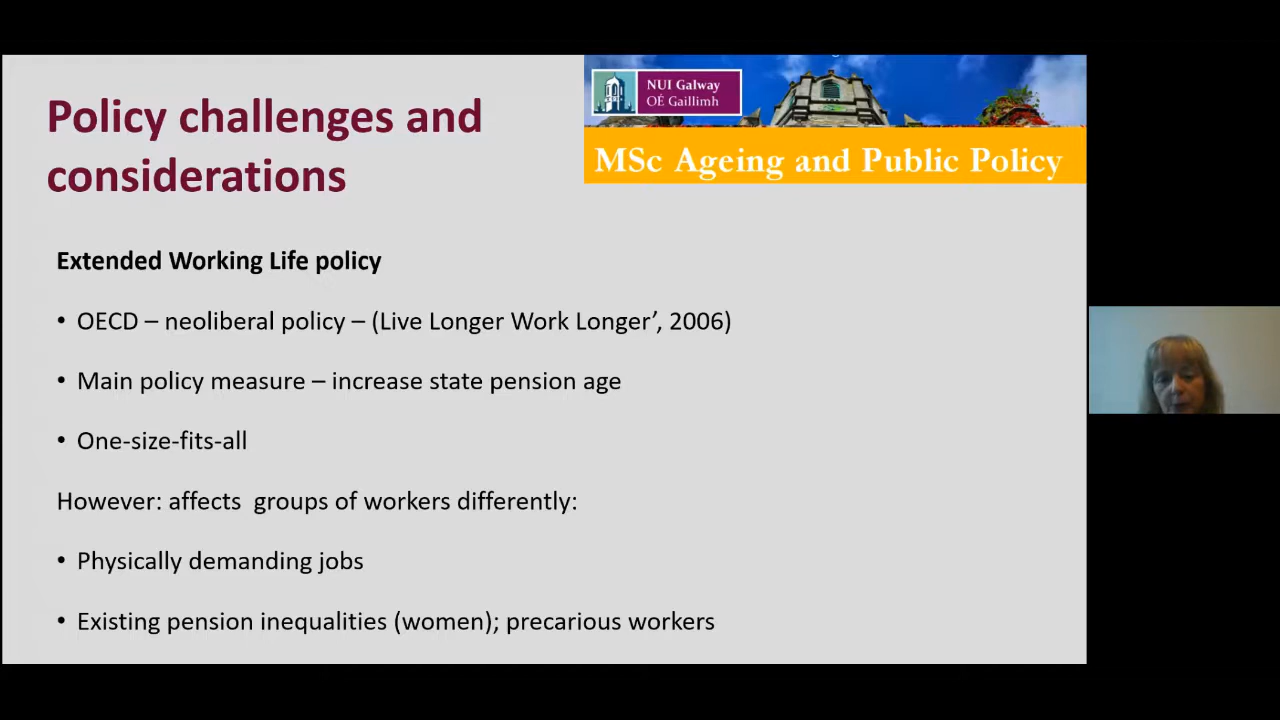 Policy challenges and
considerations
NUI Galway
OÉ Gaillimh
MSc Ageing and Public Policy
Extended Working Life policy
• OECD – neoliberal policy – (Live Longer Work Longer’, 2006)
• Main policy measure – increase state pension age
• One-size-fits-all
However: affects  groups of workers differently:
• Physically demanding jobs
• Existing pension inequalities (women); precarious workers